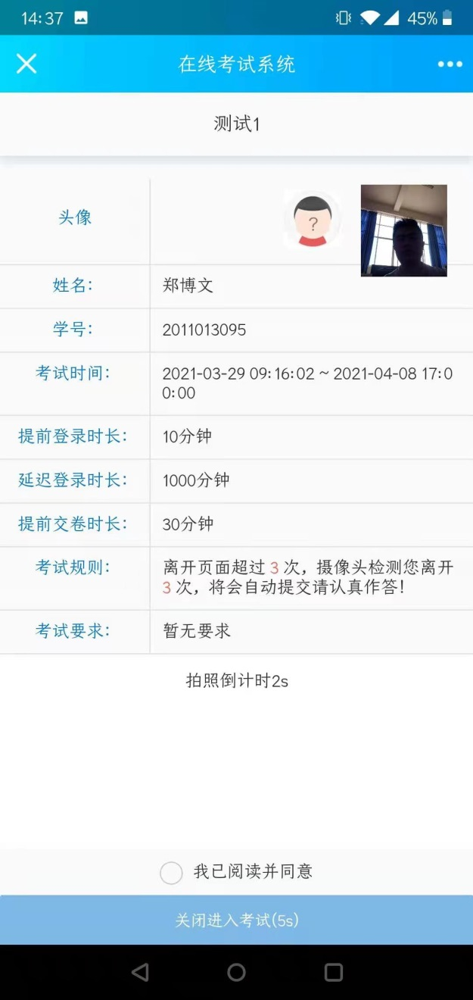 14:37 45%
在线考试系统
测试1
头像 ?
姓名: 郑博文
学号: 2011013095
考试时间: 2021-03-29 09:16:02 ~ 2021-04-08 17:0
0:00
提前登录时长: 10分钟
延迟登录时长: 1000分钟
提前交卷时长: 30分钟
考试规则: 离开页面超过 3 次，摄像头检测您离开
3 次，将会自动提交请认真作答！
考试要求: 暂无要求
拍照倒计时2s
我已阅读并同意
关闭进入考试(5s)